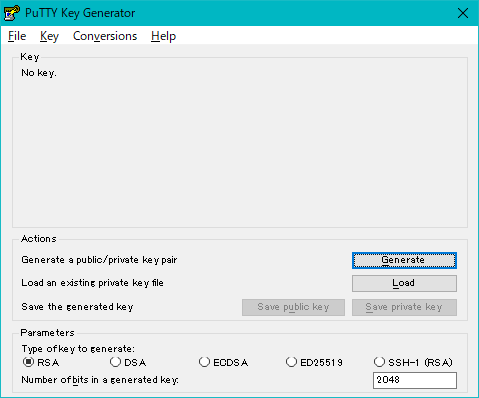 PuTTY Key Generator
File Key Conversions Help
Key
No key.
Actions
Generate a public/private key pair Generate
Load an existing private key file Load
Save the generated key Save public key Save private key
Parameters
Type of key to generate:
RSA DSA ECDSA ED25519 SSH-1 (RSA)
Number of bits in a generated key: 2048